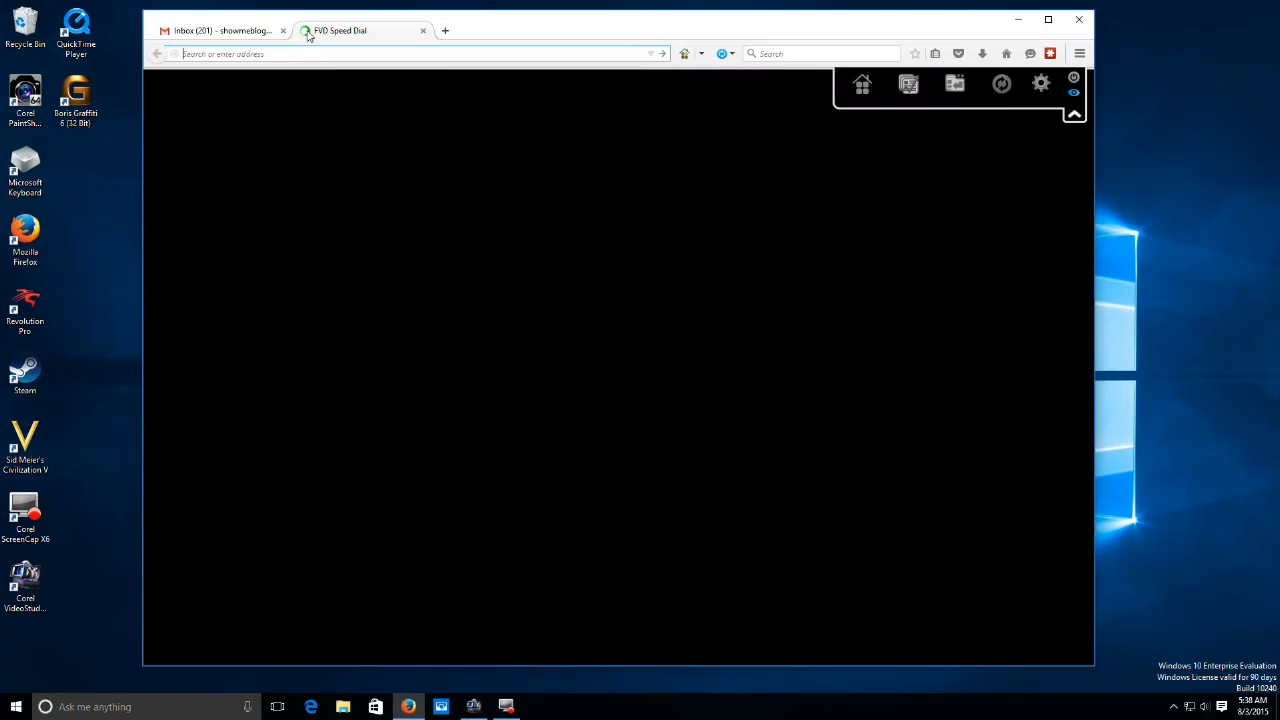 Recycle Bin
QuickTime
Player
Corel
PaintSh...
64
Boris Graffiti
6 (32 Bit)
Microsoft
Keyboard
Mozilla
Firefox
Revolution
Pro
Steam
Sid Meier's
Civilization V
Corel
ScreenCap X6
Corel
VideoStud...
Inbox (201) - showmeblog...
FVD Speed Dial
Search or enter address
Search
Windows 10 Enterprise Evaluation
Windows License valid for 90 days
Build 10240
Ask me anything
5:38 AM
8/3/2015